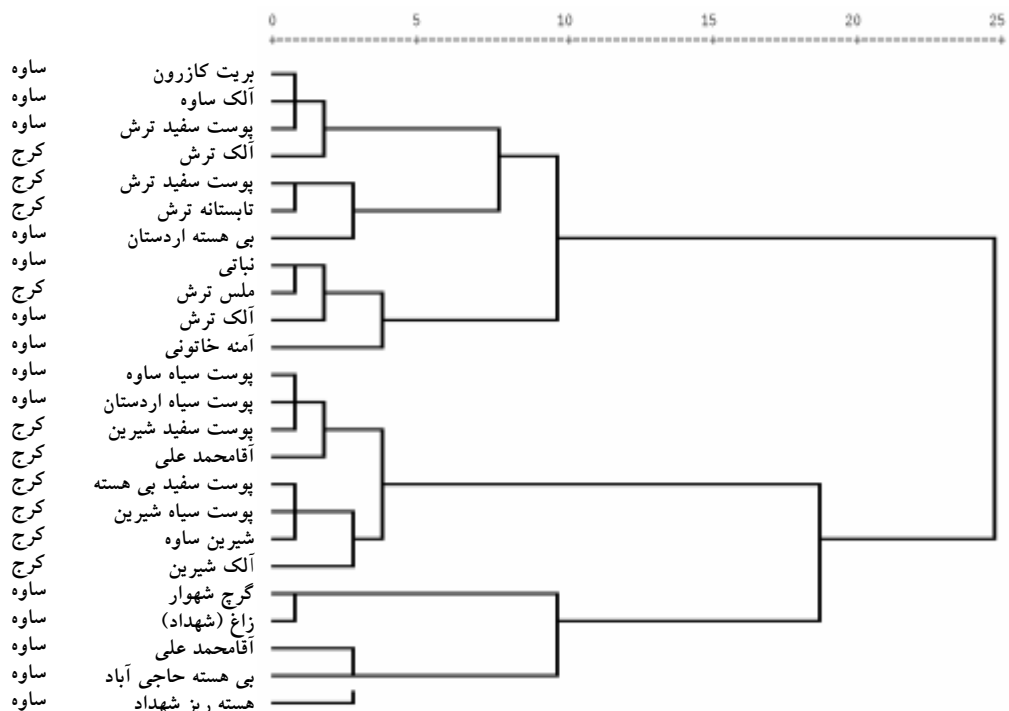 0 5 10 15 20 25
بریت کازرون ساوه
آلک ساوه ساوه
پوست سفید ترش ساوه
آلک ترش کرج
پوست سفید ترش کرج
تابستانه ترش کرج
بی هسته اردستان ساوه
نباتی ساوه
ملس ترش کرج
آلک ترش ساوه
آمنه خاتونی ساوه
پوست سیاه ساوه ساوه
پوست سیاه اردستان ساوه
پوست سفید شیرین کرج
آقامحمد علی کرج
پوست سفید بی هسته کرج
پوست سیاه شیرین کرج
شیرین ساوه کرج
آلک شیرین کرج
گرچ شهوار ساوه
زاغ (شهداد) ساوه
آقامحمد علی ساوه
بی هسته حاجی آباد ساوه
هسته ریز شهداد ساوه